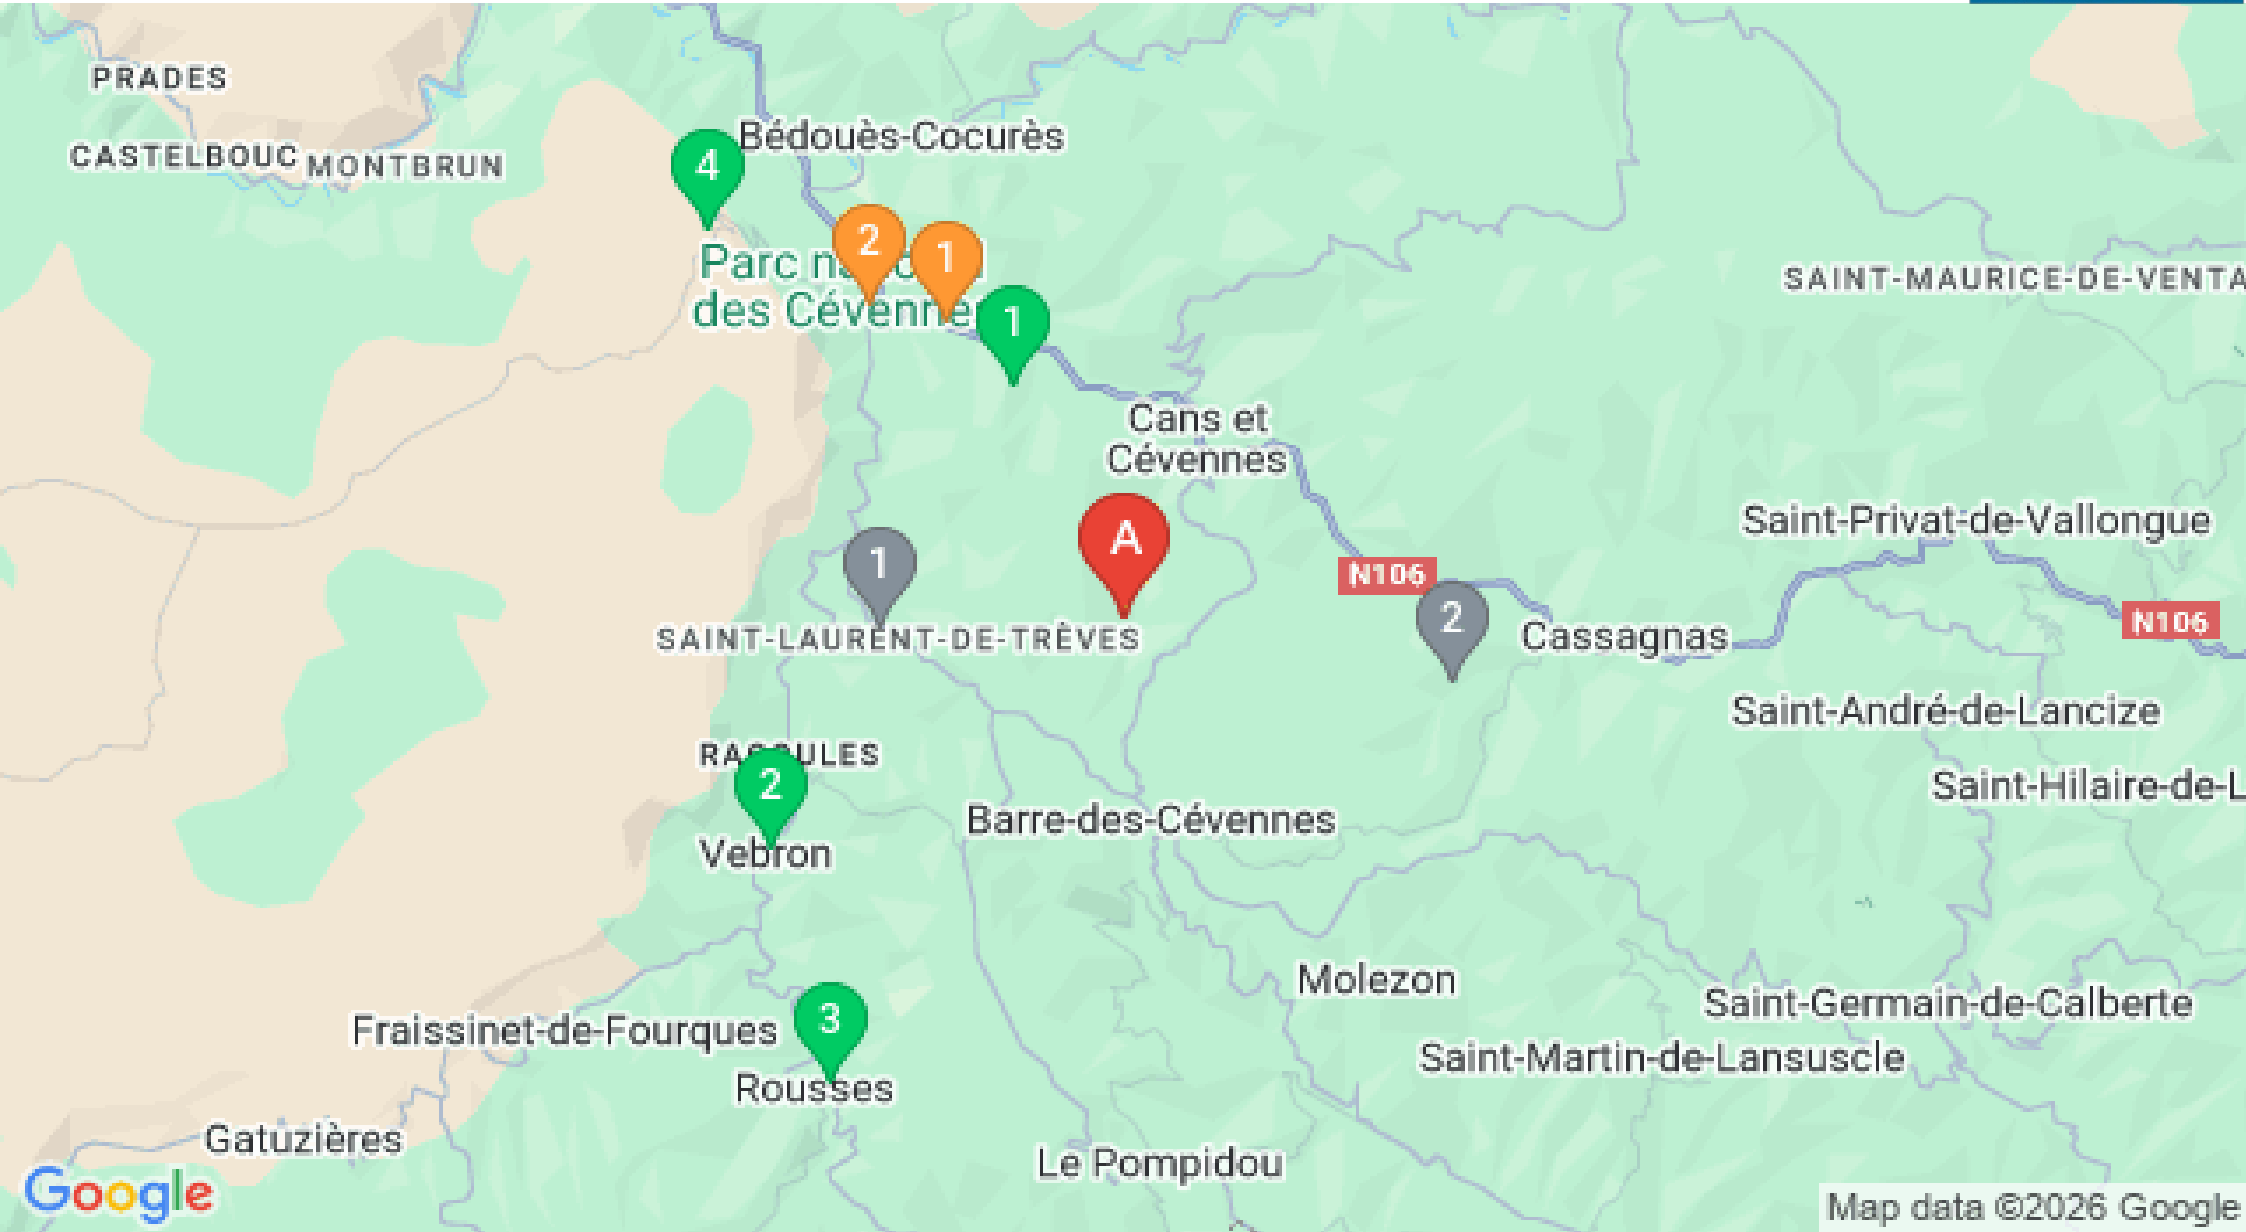 PRADES
CASTELBOUC
MONTBRUN
4
Bédouès-Cocurès
2
1
Parc
des Cévennes
1
SAINT-MAURICE-DE-VENTA
Cans et
Cévennes
A
1
N106
2
Saint-Privat-de-Vallongue
N106
SAINT-LAURENT-DE-TRÈVES
Cassagnas
Saint-André-de-Lancize
2
Saint-Hilaire-de-L
Barre-des-Cévennes
Vebron
Molezon
Saint-Germain-de-Calberte
3
Fraissinet-de-Fourques
Saint-Martin-de-Lansuscle
Rousses
Gatuzières
Le Pompidou
Google
Map data ©2026 Google